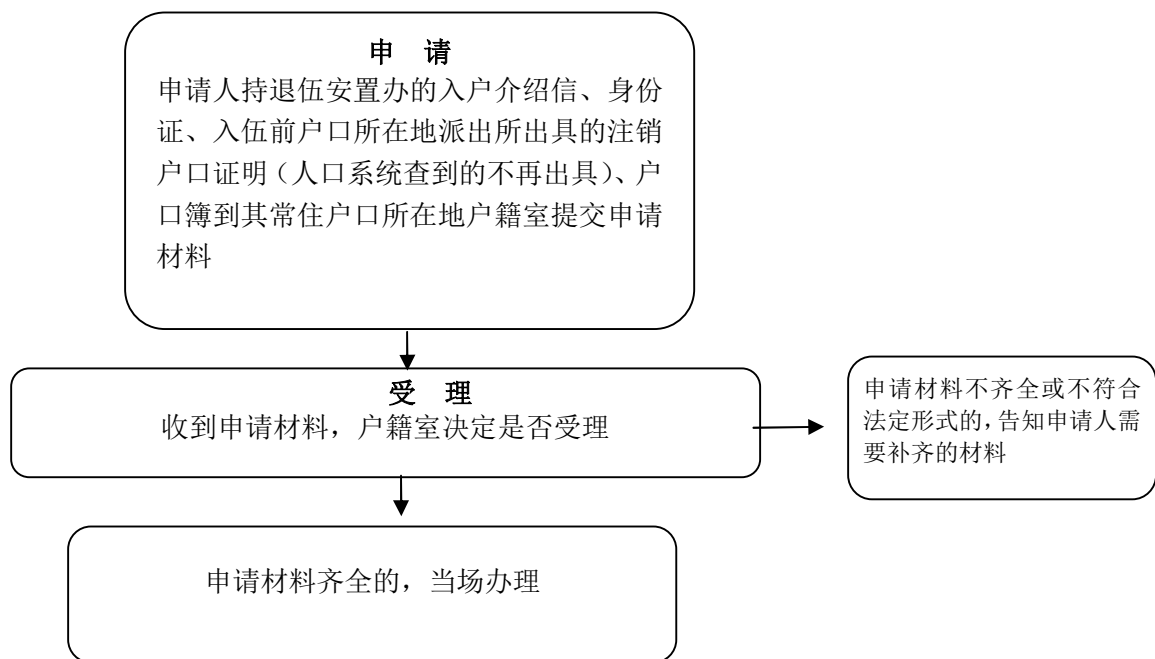 申 请
申请人持退伍安置办的入户介绍信、身份
证、入伍前户口所在地派出所出具的注销
户口证明（人口系统查到的不再出具）、户
口簿到其常住户口所在地户籍室提交申请
材料
受 理
收到申请材料，户籍室决定是否受理
申请材料不齐全或不符合
法定形式的，告知申请人需
要补齐的材料
申请材料齐全的，当场办理